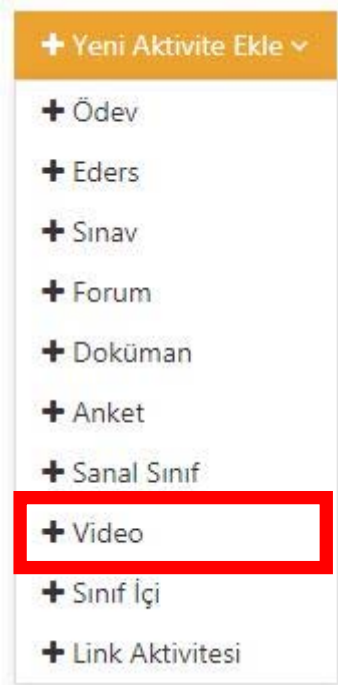 + Yeni Aktivite Ekle
+ Ödev
+ Eders
+ Sınav
+ Forum
+ Doküman
+ Anket
+ Sanal Sınıf
+ Video
+ Sınıf İçi
+ Link Aktivitesi